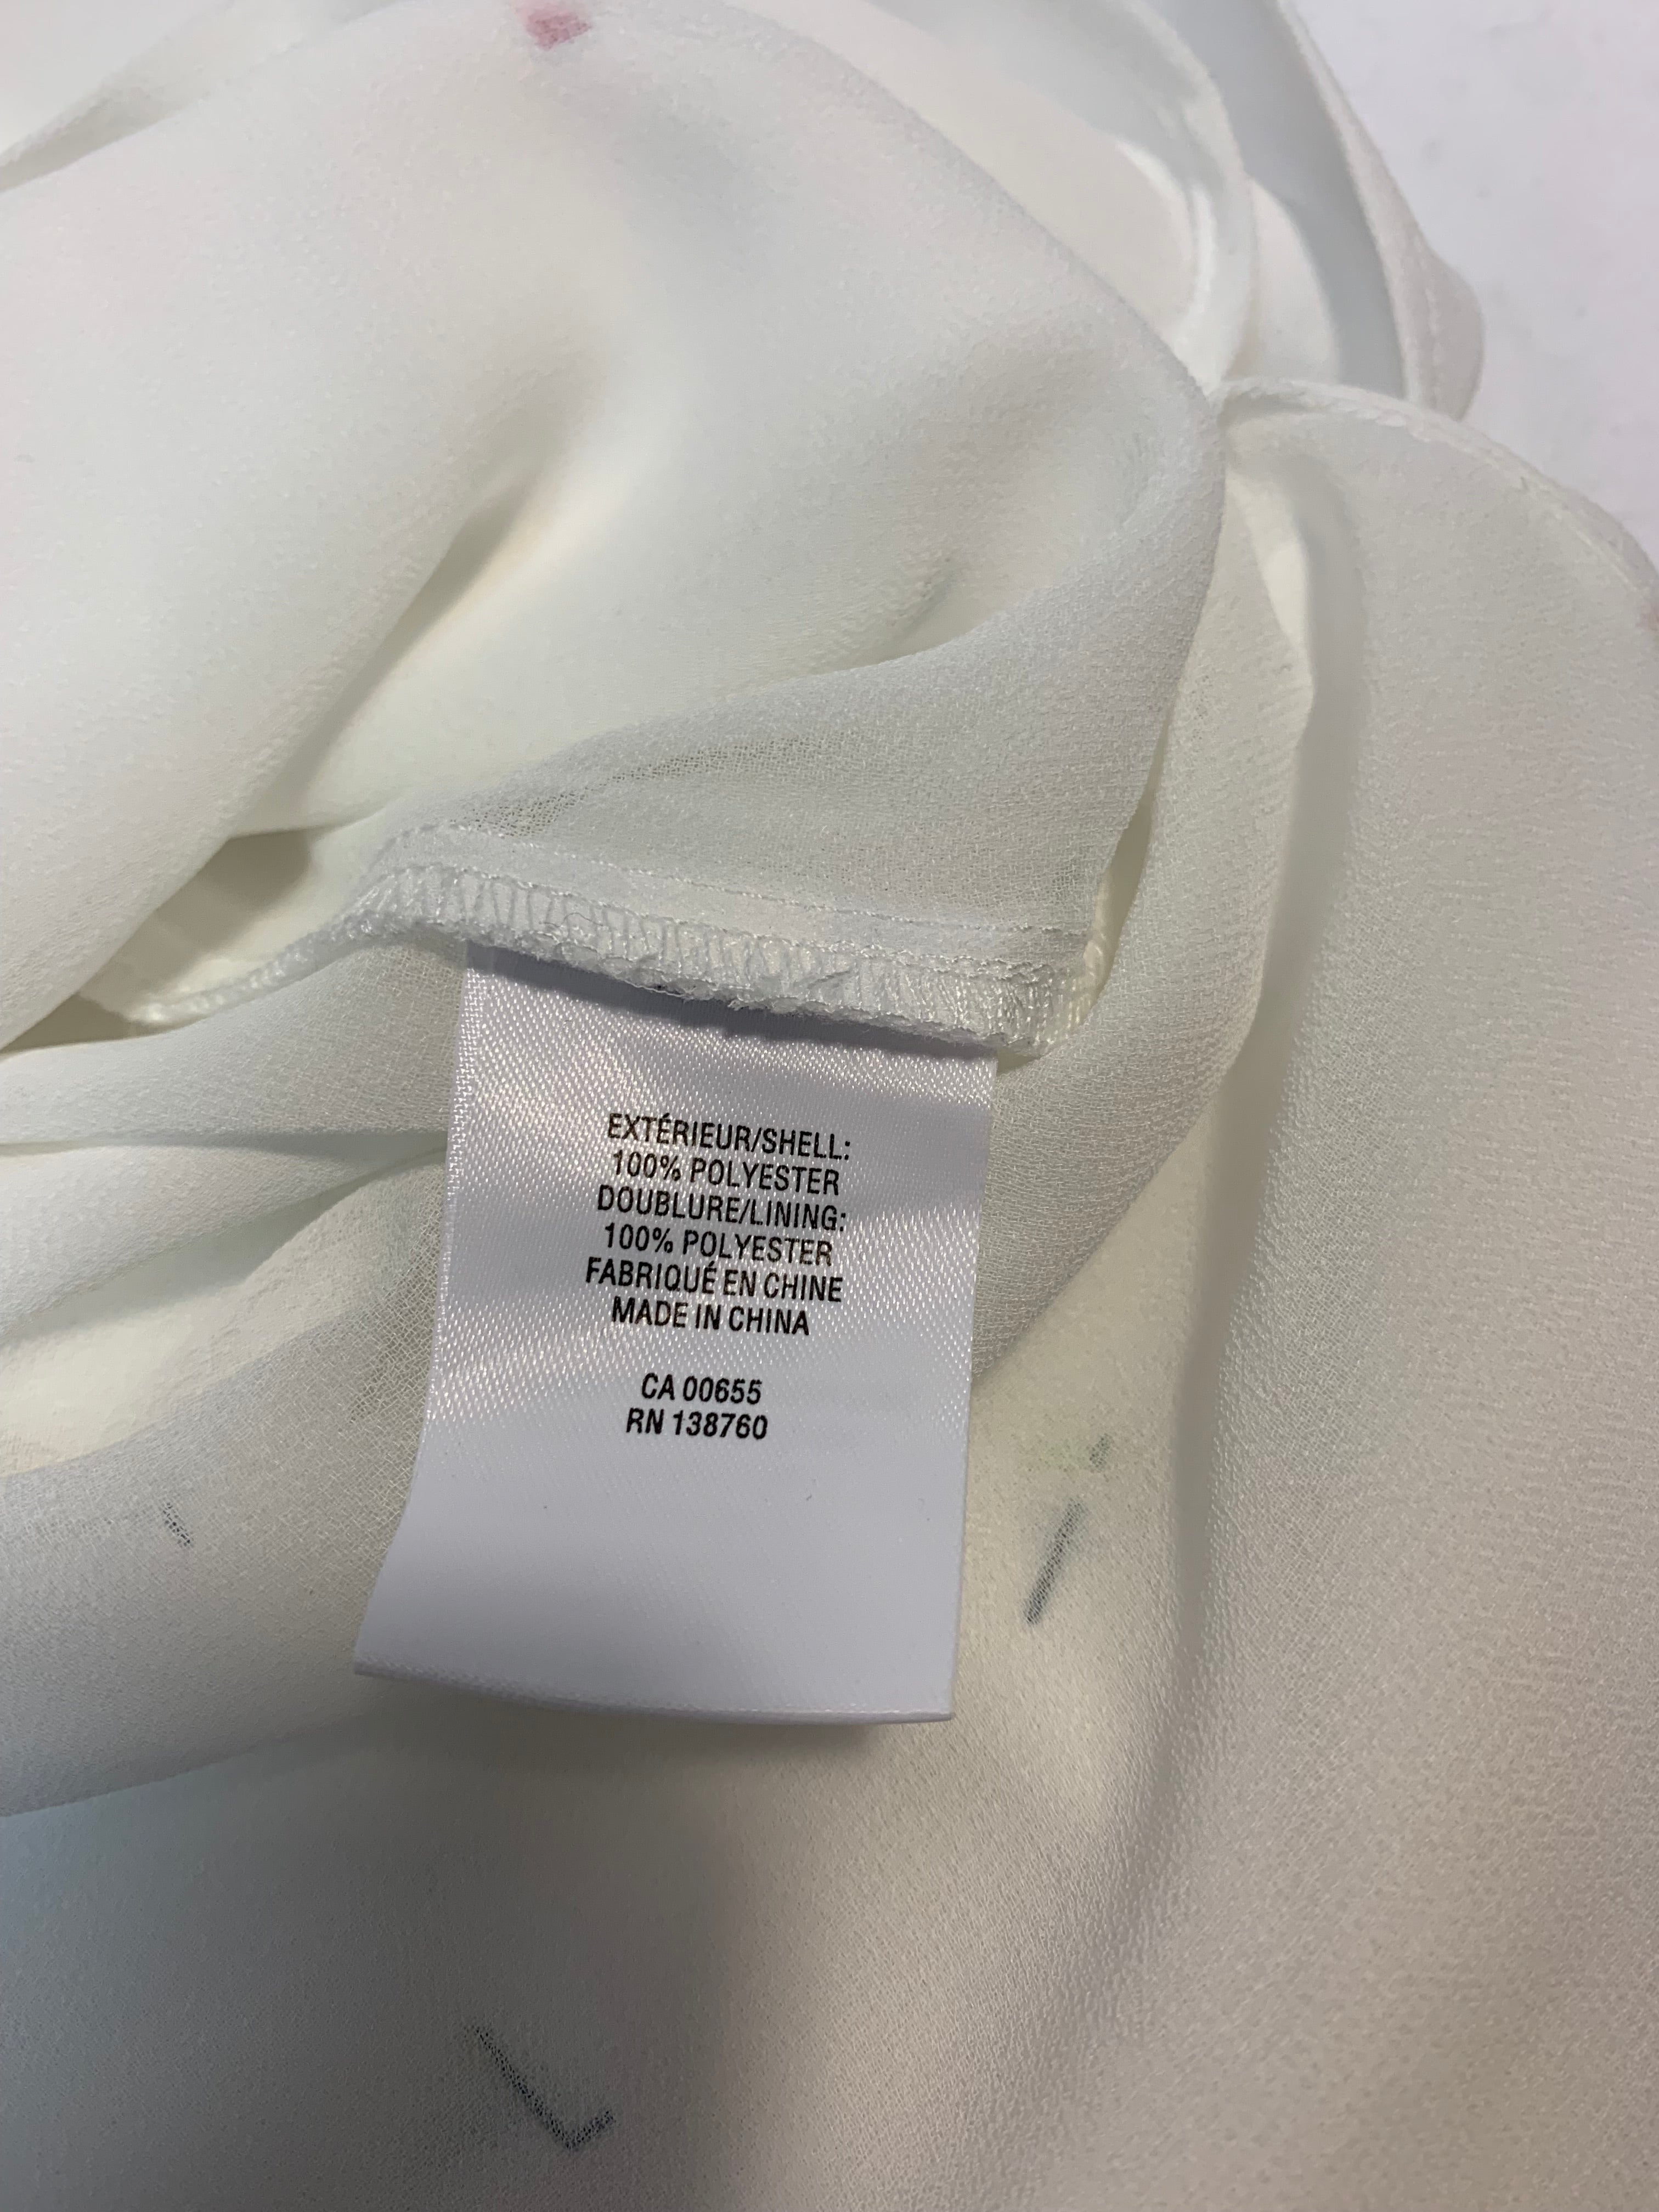 EXTÉRIEUR/SHELL:
100% POLYESTER
DOUBLURE/LINING:
100% POLYESTER
FABRIQUÉ EN CHINE
MADE IN CHINA
CA 00655
RN 138760